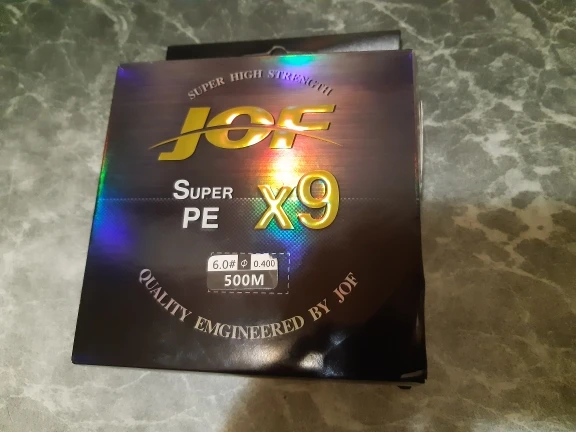 SUPER HIGH STRENGTH
JOF
SUPER
PE
x9
6.0# ϕ 0.400
500M
QUALITY EMGINEERED BY JOF